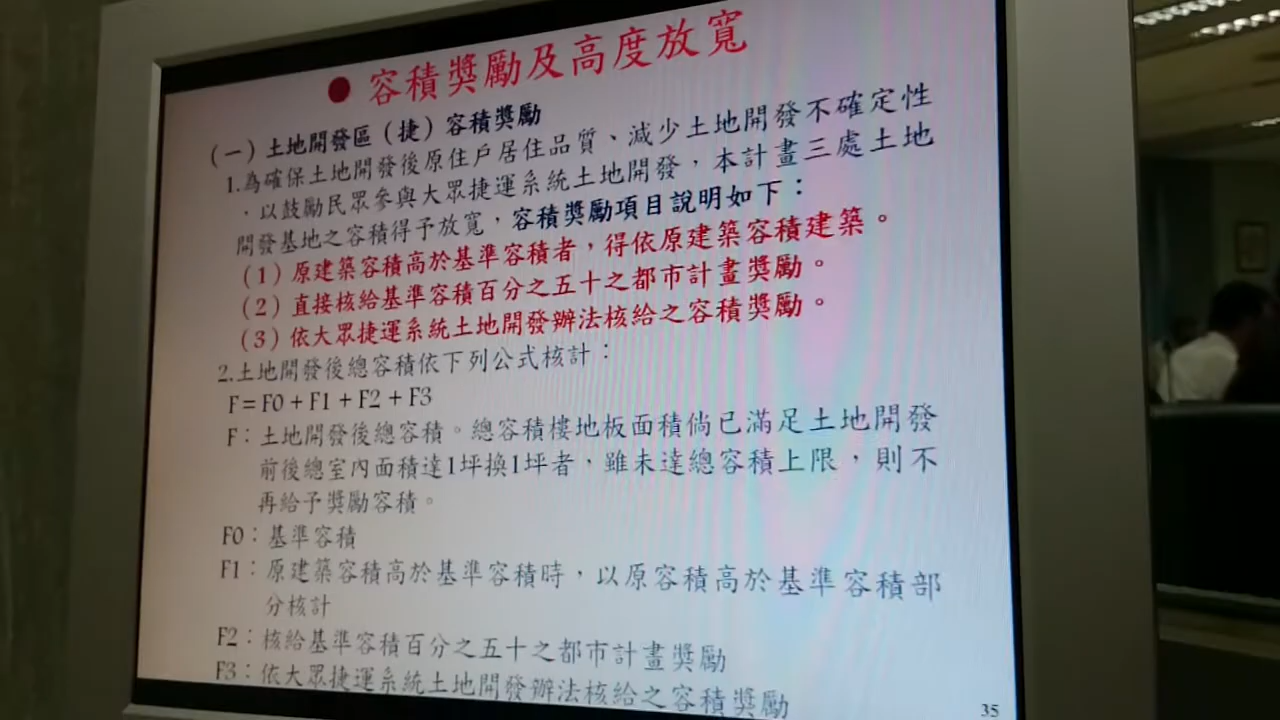 ● 容積獎勵及高度放寬
(一) 土地開發區 (捷) 容積獎勵
1.為確保土地開發後原住戶居住品質、減少土地開發不確定性
，以鼓勵民眾參與大眾捷運系統土地開發，本計畫三處土地
開發基地之容積得予放寬，容積獎勵項目說明如下：
(1) 原建築容積高於基準容積者，得依原建築容積建築。
(2) 直接核給基準容積百分之五十之都市計畫獎勵。
(3) 依大眾捷運系統土地開發辦法核給之容積獎勵。
2.土地開發後總容積依下列公式核計：
F=F0+F1+F2+F3
F：土地開發後總容積。總容積樓地板面積倘已滿足土地開發
前後總室內面積達1坪換1坪者，雖未達總容積上限，則不
再給予獎勵容積。
F0：基準容積
F1：原建築容積高於基準容積時，以原容積高於基準容積部
分核計
F2：核給基準容積百分之五十之都市計畫獎勵
F3：依大眾捷運系統土地開發辦法核給之容積獎勵
35